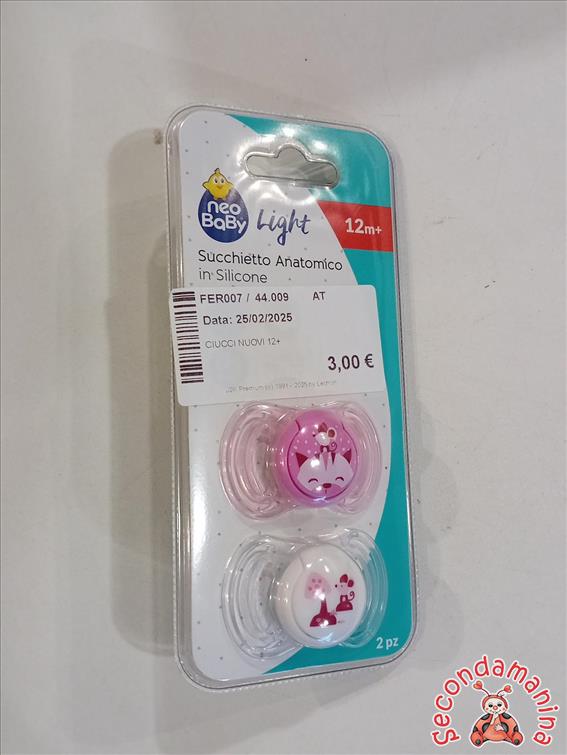 neo
BaBy
Light
12m+
Succhietto Anatomico
in Silicone
FER007 / 44.009 AT
Data: 25/02/2025
CIUCCI NUOVI 12+
3,00 €
2 pz
Secondamanina